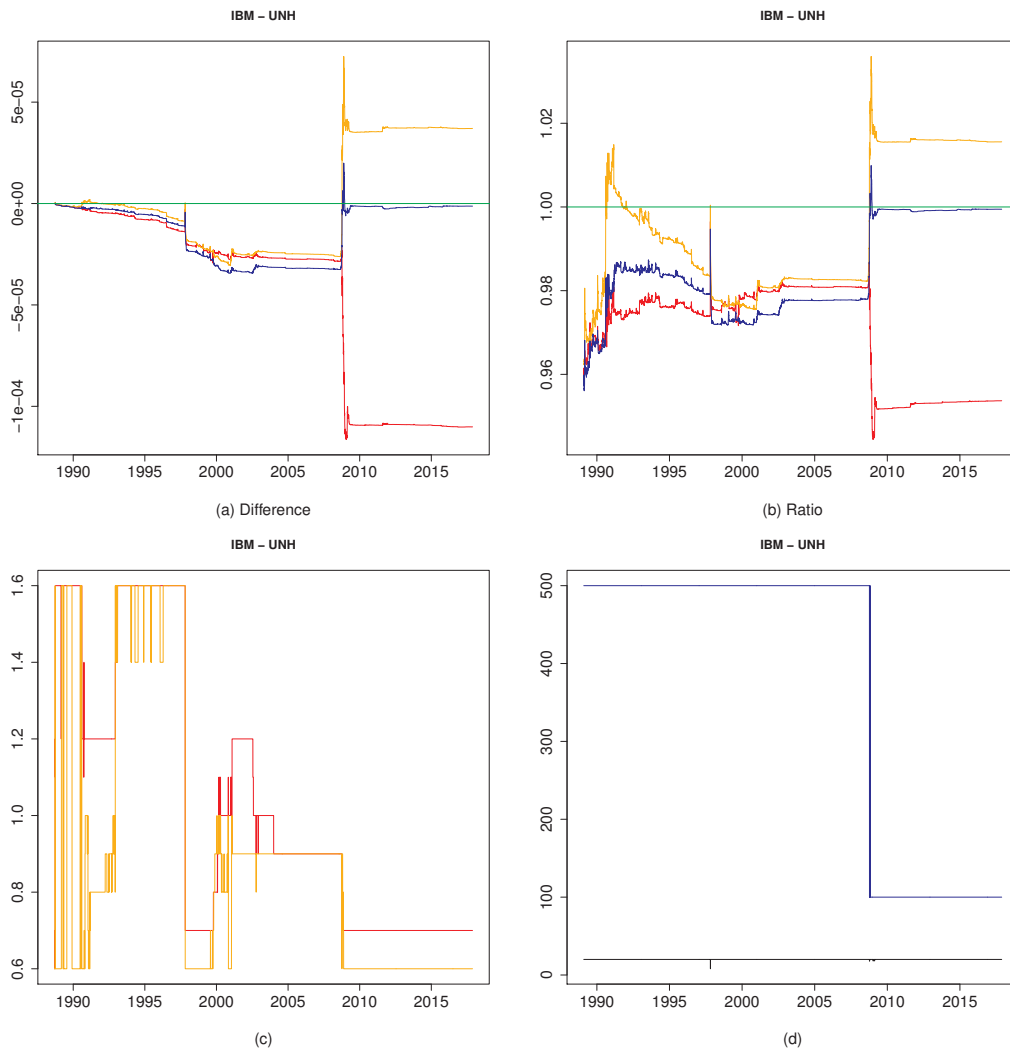 IBM − UNH
5e−05
0e+00
−5e−05
−1e−04
1990 1995 2000 2005 2010 2015
(a) Difference
IBM − UNH
1.02
1.00
0.98
0.96
1990 1995 2000 2005 2010 2015
(b) Ratio
IBM − UNH
1.6
1.4
1.2
1.0
0.8
0.6
1990 1995 2000 2005 2010 2015
(c)
IBM − UNH
500
400
300
200
100
0
1990 1995 2000 2005 2010 2015
(d)